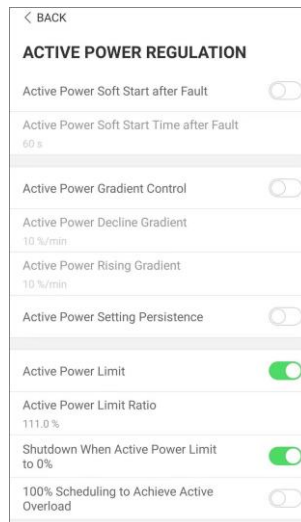 < BACK
ACTIVE POWER REGULATION
Active Power Soft Start after Fault
Active Power Soft Start Time after Fault
60 s
Active Power Gradient Control
Active Power Decline Gradient
10 %/min
Active Power Rising Gradient
10 %/min
Active Power Setting Persistence
Active Power Limit
Active Power Limit Ratio
111.0 %
Shutdown When Active Power Limit
to 0%
100% Scheduling to Achieve Active
Overload